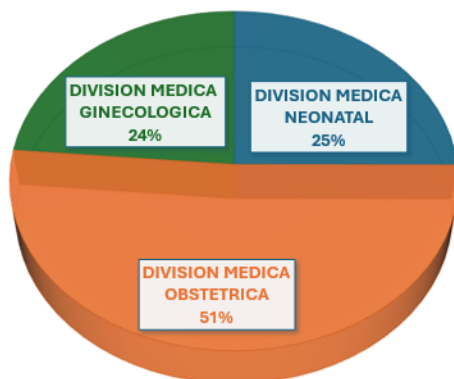 DIVISION MEDICA
GINECOLOGICA
24%
DIVISION MEDICA
NEONATAL
25%
DIVISION MEDICA
OBSTETRICA
51%